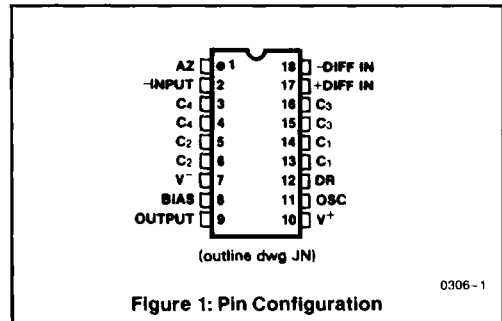 AZ 1 18 -DIFF IN
-INPUT 2 17 +DIFF IN
C4 3 16 C3
C4 4 15 C3
C2 5 14 C1
C2 6 13 C1
V- 7 12 DR
BIAS 8 11 OSC
OUTPUT 9 10 V+
(outline dwg JN)
0306-1
Figure 1: Pin Configuration